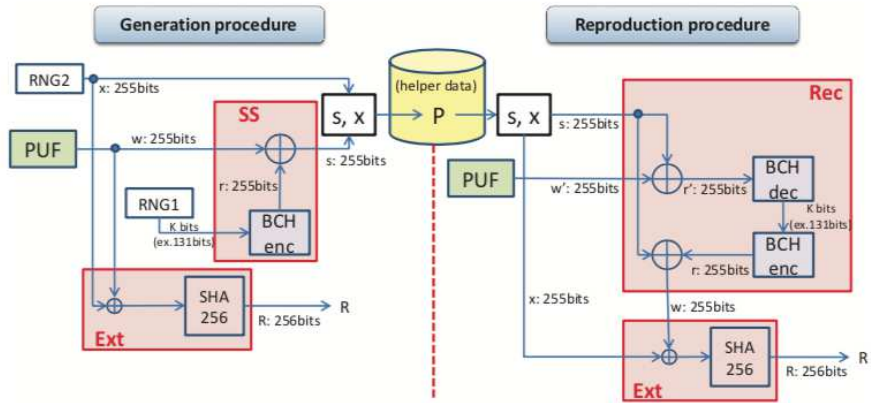 Generation procedure
Reproduction procedure
RNG2
x: 255bits
(helper data)
P
s, x
s, x
PUF
w: 255bits
SS
s: 255bits
r: 255bits
RNG1
K bits
(ex.131bits)
BCH
enc
SHA
256
R: 256bits
R
Ext
Rec
s: 255bits
PUF
w’: 255bits
r’: 255bits
BCH
dec
K bits
(ex.131bits)
BCH
enc
r: 255bits
x: 255bits
w: 255bits
SHA
256
R: 256bits
R
Ext